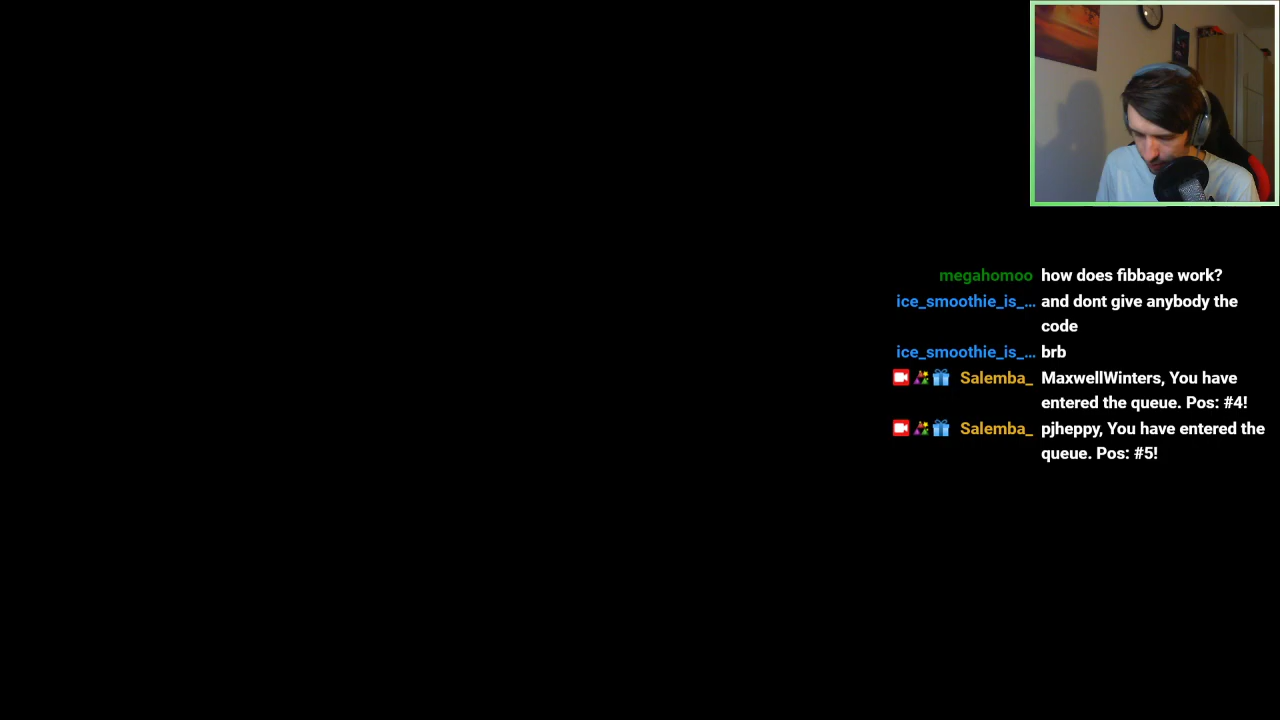 megahomoo how does fibbage work?
ice_smoothie_is_... and dont give anybody the
code
ice_smoothie_is_... brb
Salemba_ MaxwellWinters, You have
entered the queue. Pos: #4!
Salemba_ pjheppy, You have entered the
queue. Pos: #5!